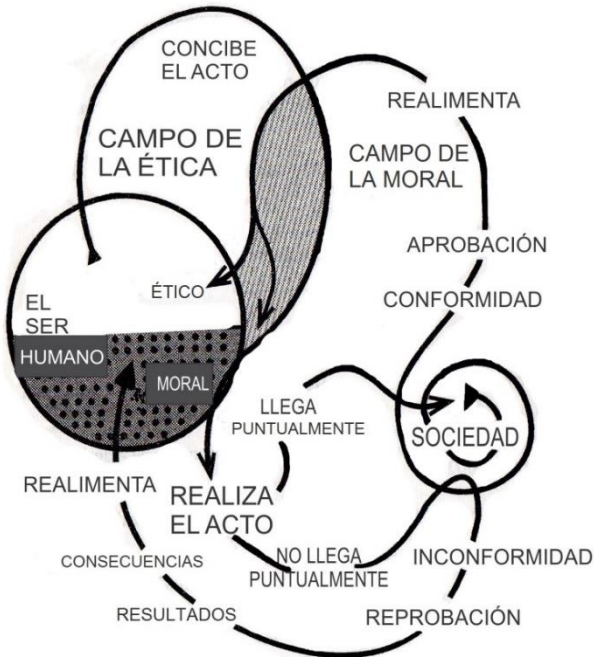 CONCIBE
EL ACTO
REALIMENTA
CAMPO DE
LA ÉTICA
CAMPO DE
LA MORAL
APROBACIÓN
ÉTICO
CONFORMIDAD
EL
SER
HUMANO
MORAL
LLEGA
PUNTUALMENTE
SOCIEDAD
REALIMENTA
REALIZA
EL ACTO
NO LLEGA
PUNTUALMENTE
INCONFORMIDAD
CONSECUENCIAS
RESULTADOS
REPROBACIÓN